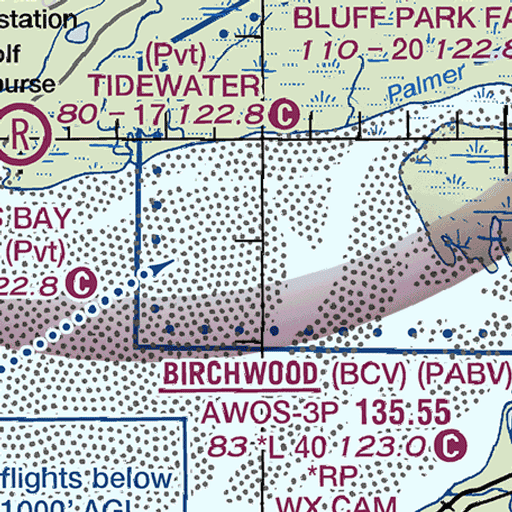 station
olf
ourse
BLUFF PARK FA
110 - 20 122.8
(Pvt)
TIDEWATER
80 - 17 122.8 C
Palmer
R
S BAY
(Pvt)
22.8 C
BIRCHWOOD (BCV) (PABV)
AWOS-3P 135.55
83 *L 40 123.0 C
*RP
WX CAM
flights below
1000' AGL